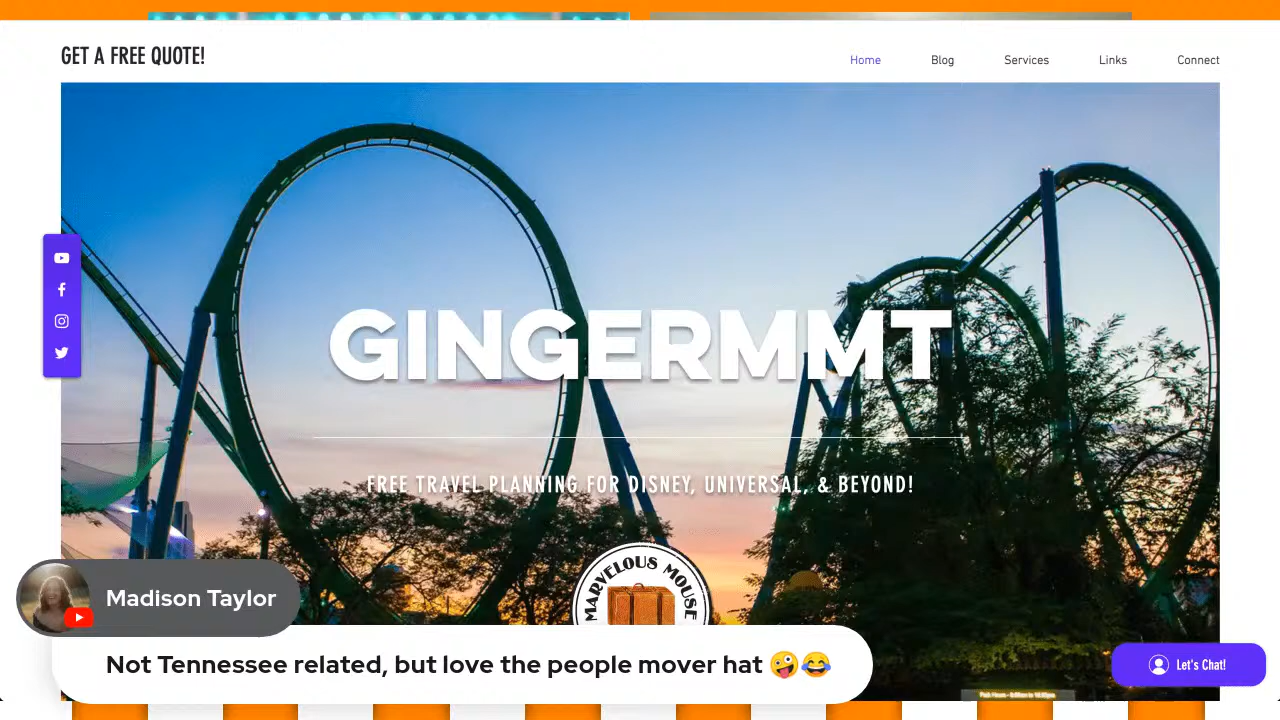 GET A FREE QUOTE!
Home Blog Services Links Connect
GINGERMMT
FREE TRAVEL PLANNING FOR DISNEY, UNIVERSAL, & BEYOND!
MARVELOUS MOUSE
Madison Taylor
Not Tennessee related, but love the people mover hat 🤪😂
Let's Chat!